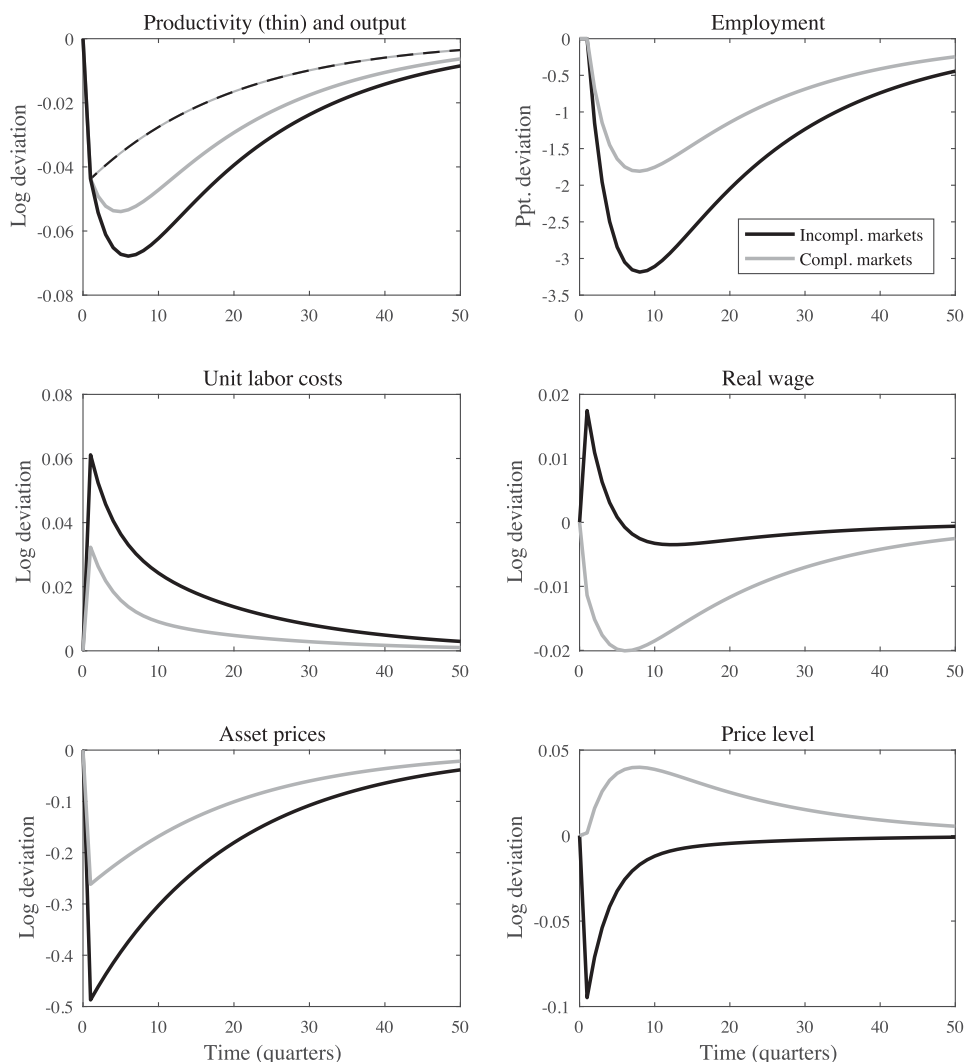 Productivity (thin) and output
0
-0.02
-0.04
-0.06
-0.08
Log deviation
0 10 20 30 40 50
Employment
0
-0.5
-1
-1.5
-2
-2.5
-3
-3.5
Ppt. deviation
Incompl. markets
Compl. markets
0 10 20 30 40 50
Unit labor costs
0.08
0.06
0.04
0.02
0
Log deviation
0 10 20 30 40 50
Real wage
0.02
0.01
0
-0.01
-0.02
Log deviation
0 10 20 30 40 50
Asset prices
0
-0.1
-0.2
-0.3
-0.4
-0.5
Log deviation
0 10 20 30 40 50
Time (quarters)
Price level
0.05
0
-0.05
-0.1
Log deviation
0 10 20 30 40 50
Time (quarters)